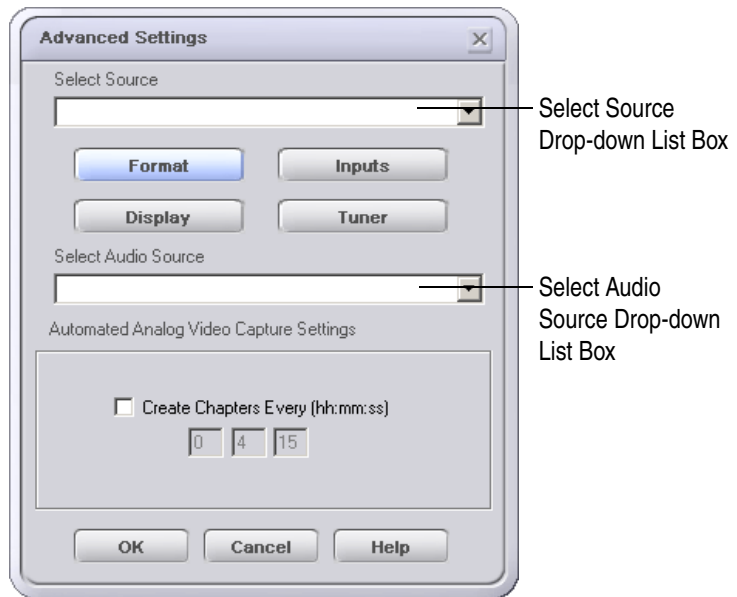 Advanced Settings
Select Source
Select Source
Drop-down List Box
Format
Inputs
Display
Tuner
Select Audio Source
Select Audio
Source Drop-down
List Box
Automated Analog Video Capture Settings
Create Chapters Every (hh:mm:ss)
0 4 15
OK
Cancel
Help